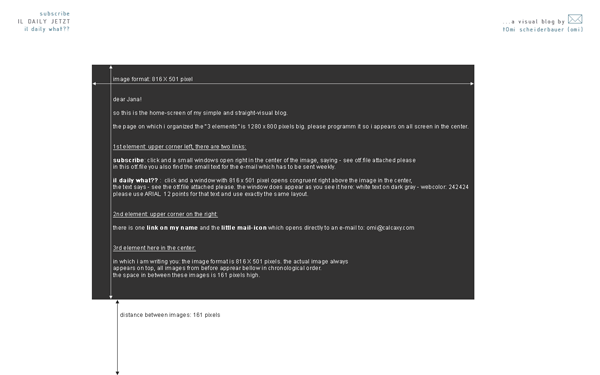 subscribe
IL DAILY JETZT
il daily what??
...a visual blog by
t0mi scheiderbauer (omi)
image format: 816 X 501 pixel
dear Jana!
so this is the home-screen of my simple and straight-visual blog.
the page on which i organized the "3 elements" is 1280 x 800 pixels big. please programm it so i appears on all screen in the center.
1st element: upper corner left, there are two links:
subscribe: click and a small windows open right in the center of the image, saying - see off.file attached please
in this off.file you also find the small text for the e-mail which has to be sent weekly.
il daily what?? : click and a window with 816 x 501 pixel opens congruent right above the image in the center,
the text says - see the off.file attached please. the window does appear as you see it here: white text on dark gray - webcolor: 242424
please use ARIAL. 12 points for that text and use exactly the same layout.
2nd element: upper corner on the right:
there is one link on my name and the little mail-icon which opens directly to an e-mail to: omi@calcaxy.com
3rd element here in the center:
in which i am writing you: the image format is 816 X 501 pixels. the actual image always
appears on top, all images from before apprear bellow in chronological order.
the space in between these images is 161 pixels high.
distance between images: 161 pixels